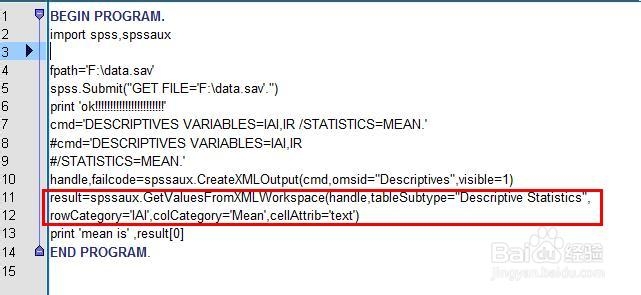 1 BEGIN PROGRAM.
2 import spss,spssaux
3
4 fpath='F:\data.sav'
5 spss.Submit("GET FILE='F:\data.sav'.")
6 print 'ok!!!!!!!!!!!!!!!!!!!!!!!'
7 cmd='DESCRIPTIVES VARIABLES=IAI,IR /STATISTICS=MEAN.'
8 #cmd='DESCRIPTIVES VARIABLES=IAI,IR
9 #/STATISTICS=MEAN.'
10 handle,failcode=spssaux.CreateXMLOutput(cmd,omsid="Descriptives",visible=1)
11 result=spssaux.GetValuesFromXMLWorkspace(handle,tableSubtype="Descriptive Statistics",
12 rowCategory='IAI',colCategory='Mean',cellAttrib='text')
13 print 'mean is' ,result[0]
14 END PROGRAM.
15
Baidu 经验
jingyan.baidu.com